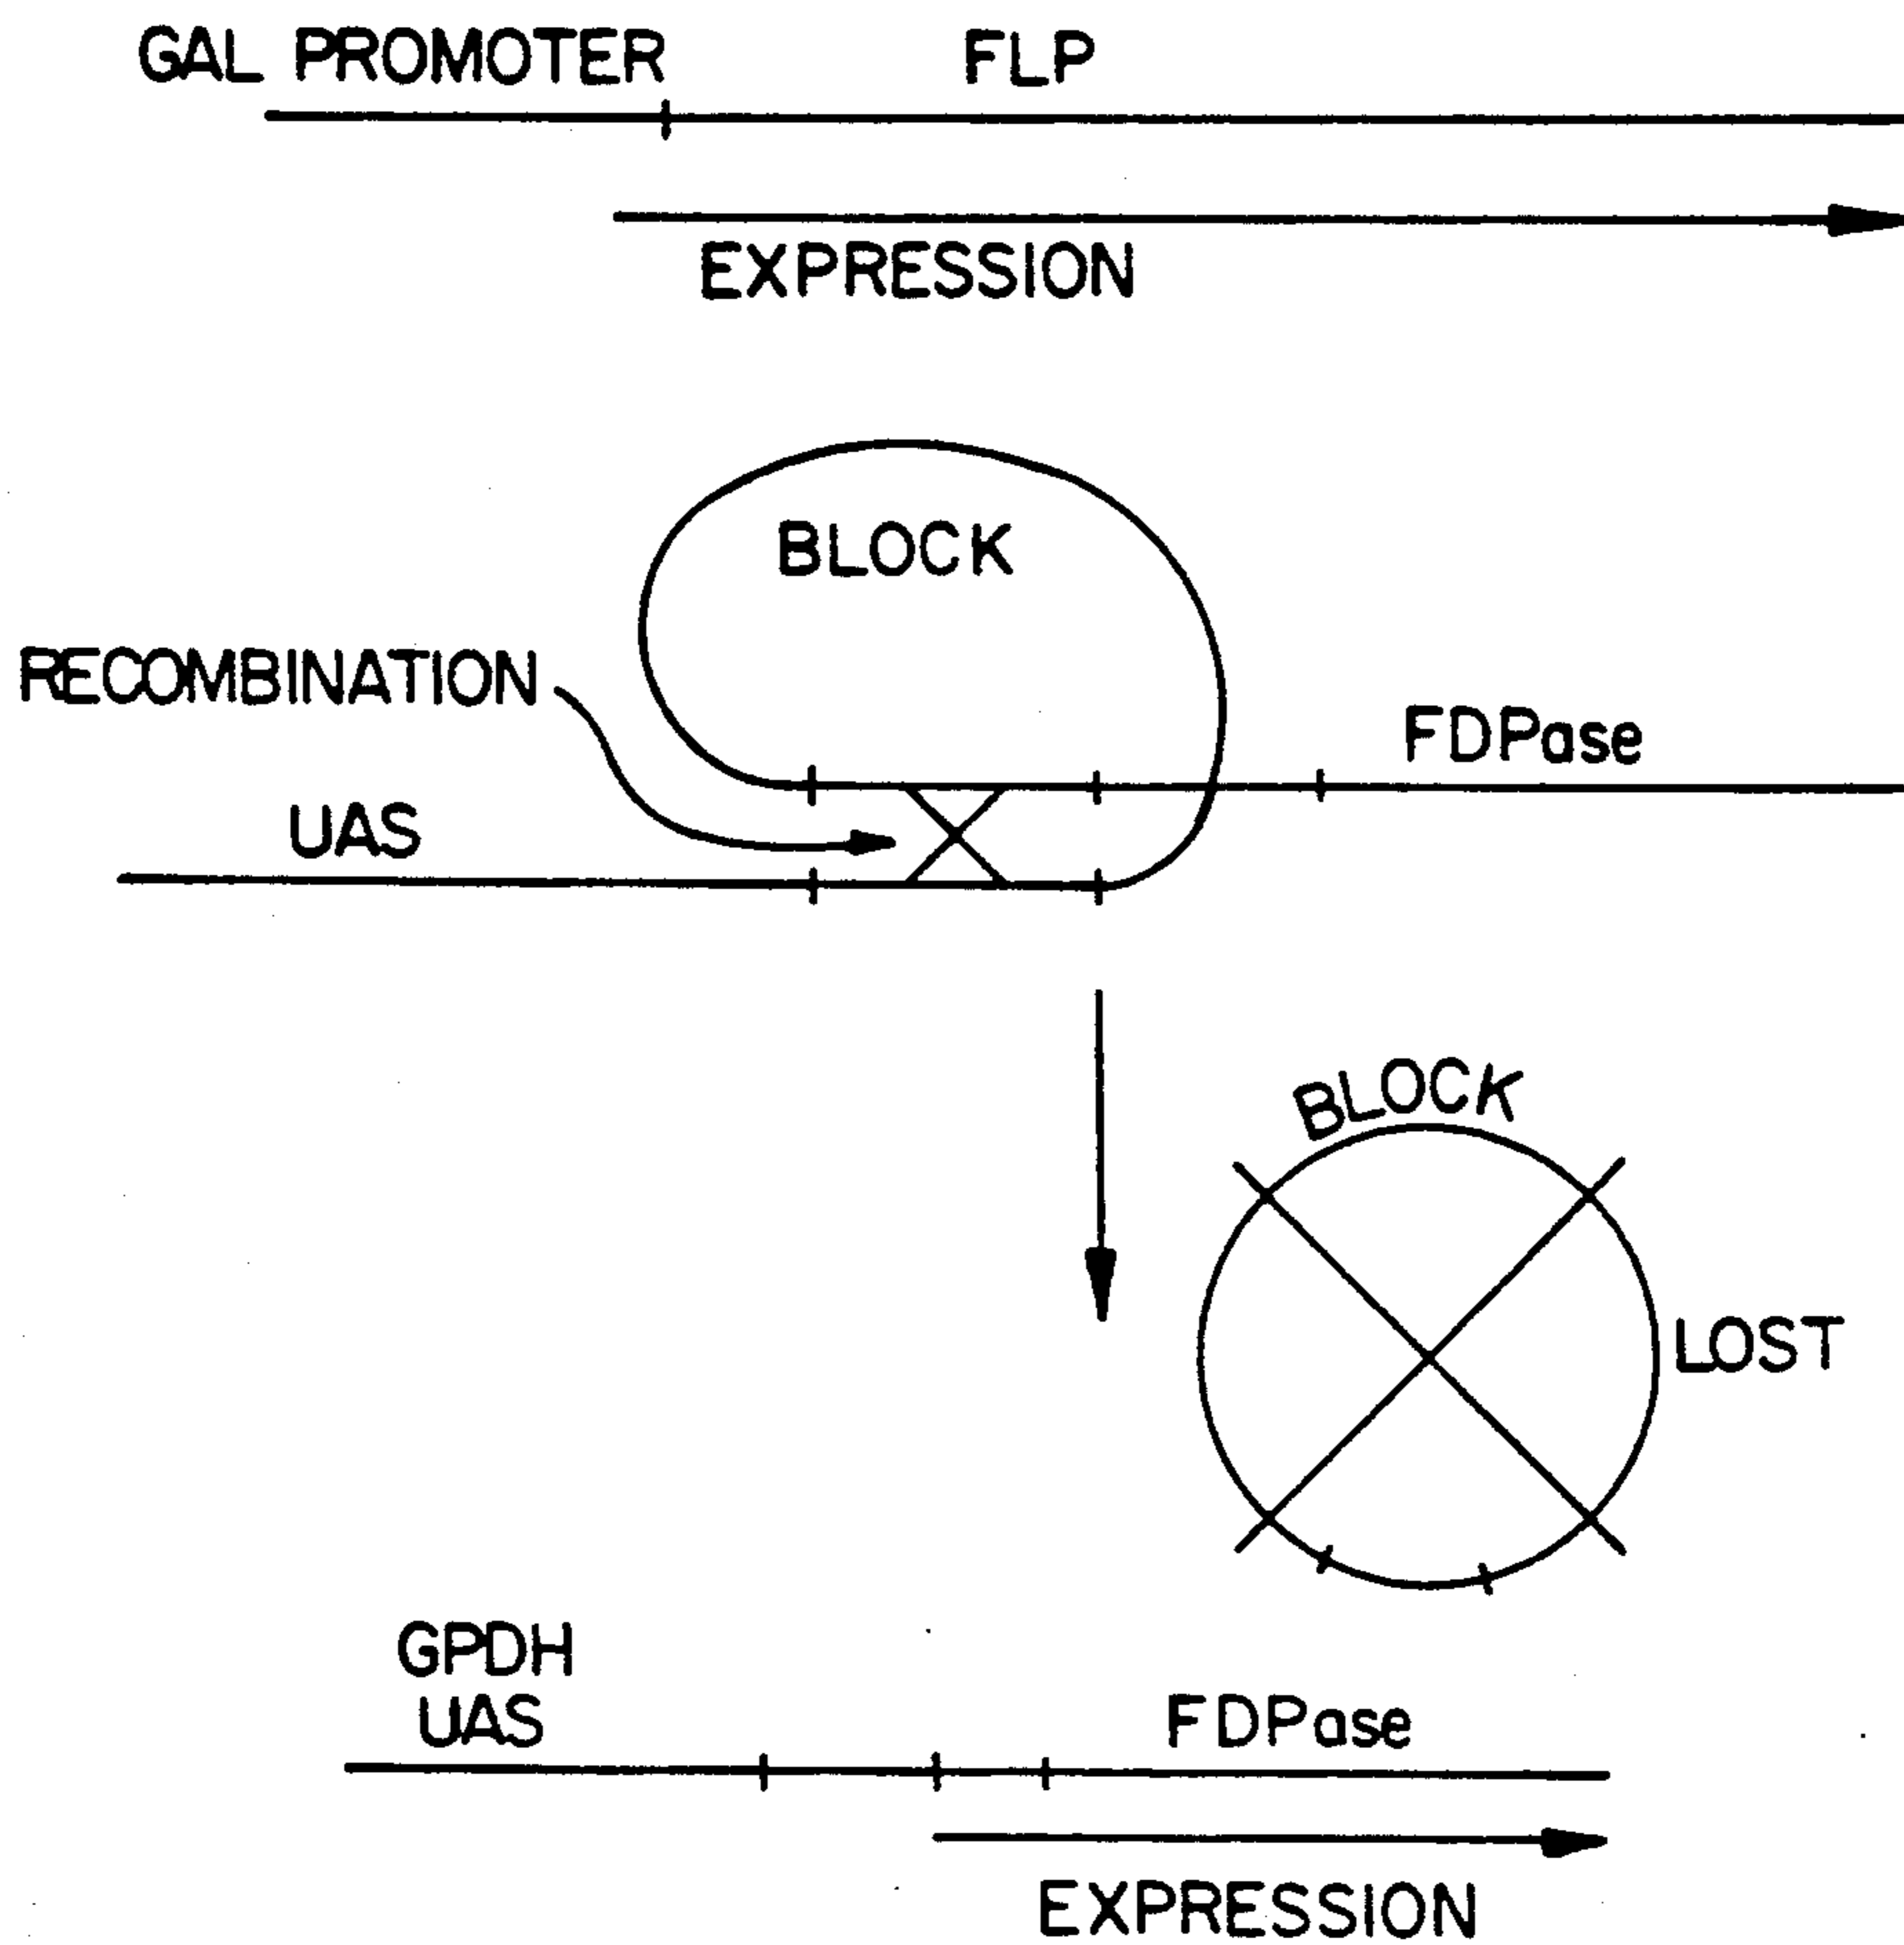 GAL PROMOTER FLP
EXPRESSION
BLOCK
RECOMBINATION
FDPase
UAS
BLOCK
LOST
GPDH
UAS
FDPase
EXPRESSION